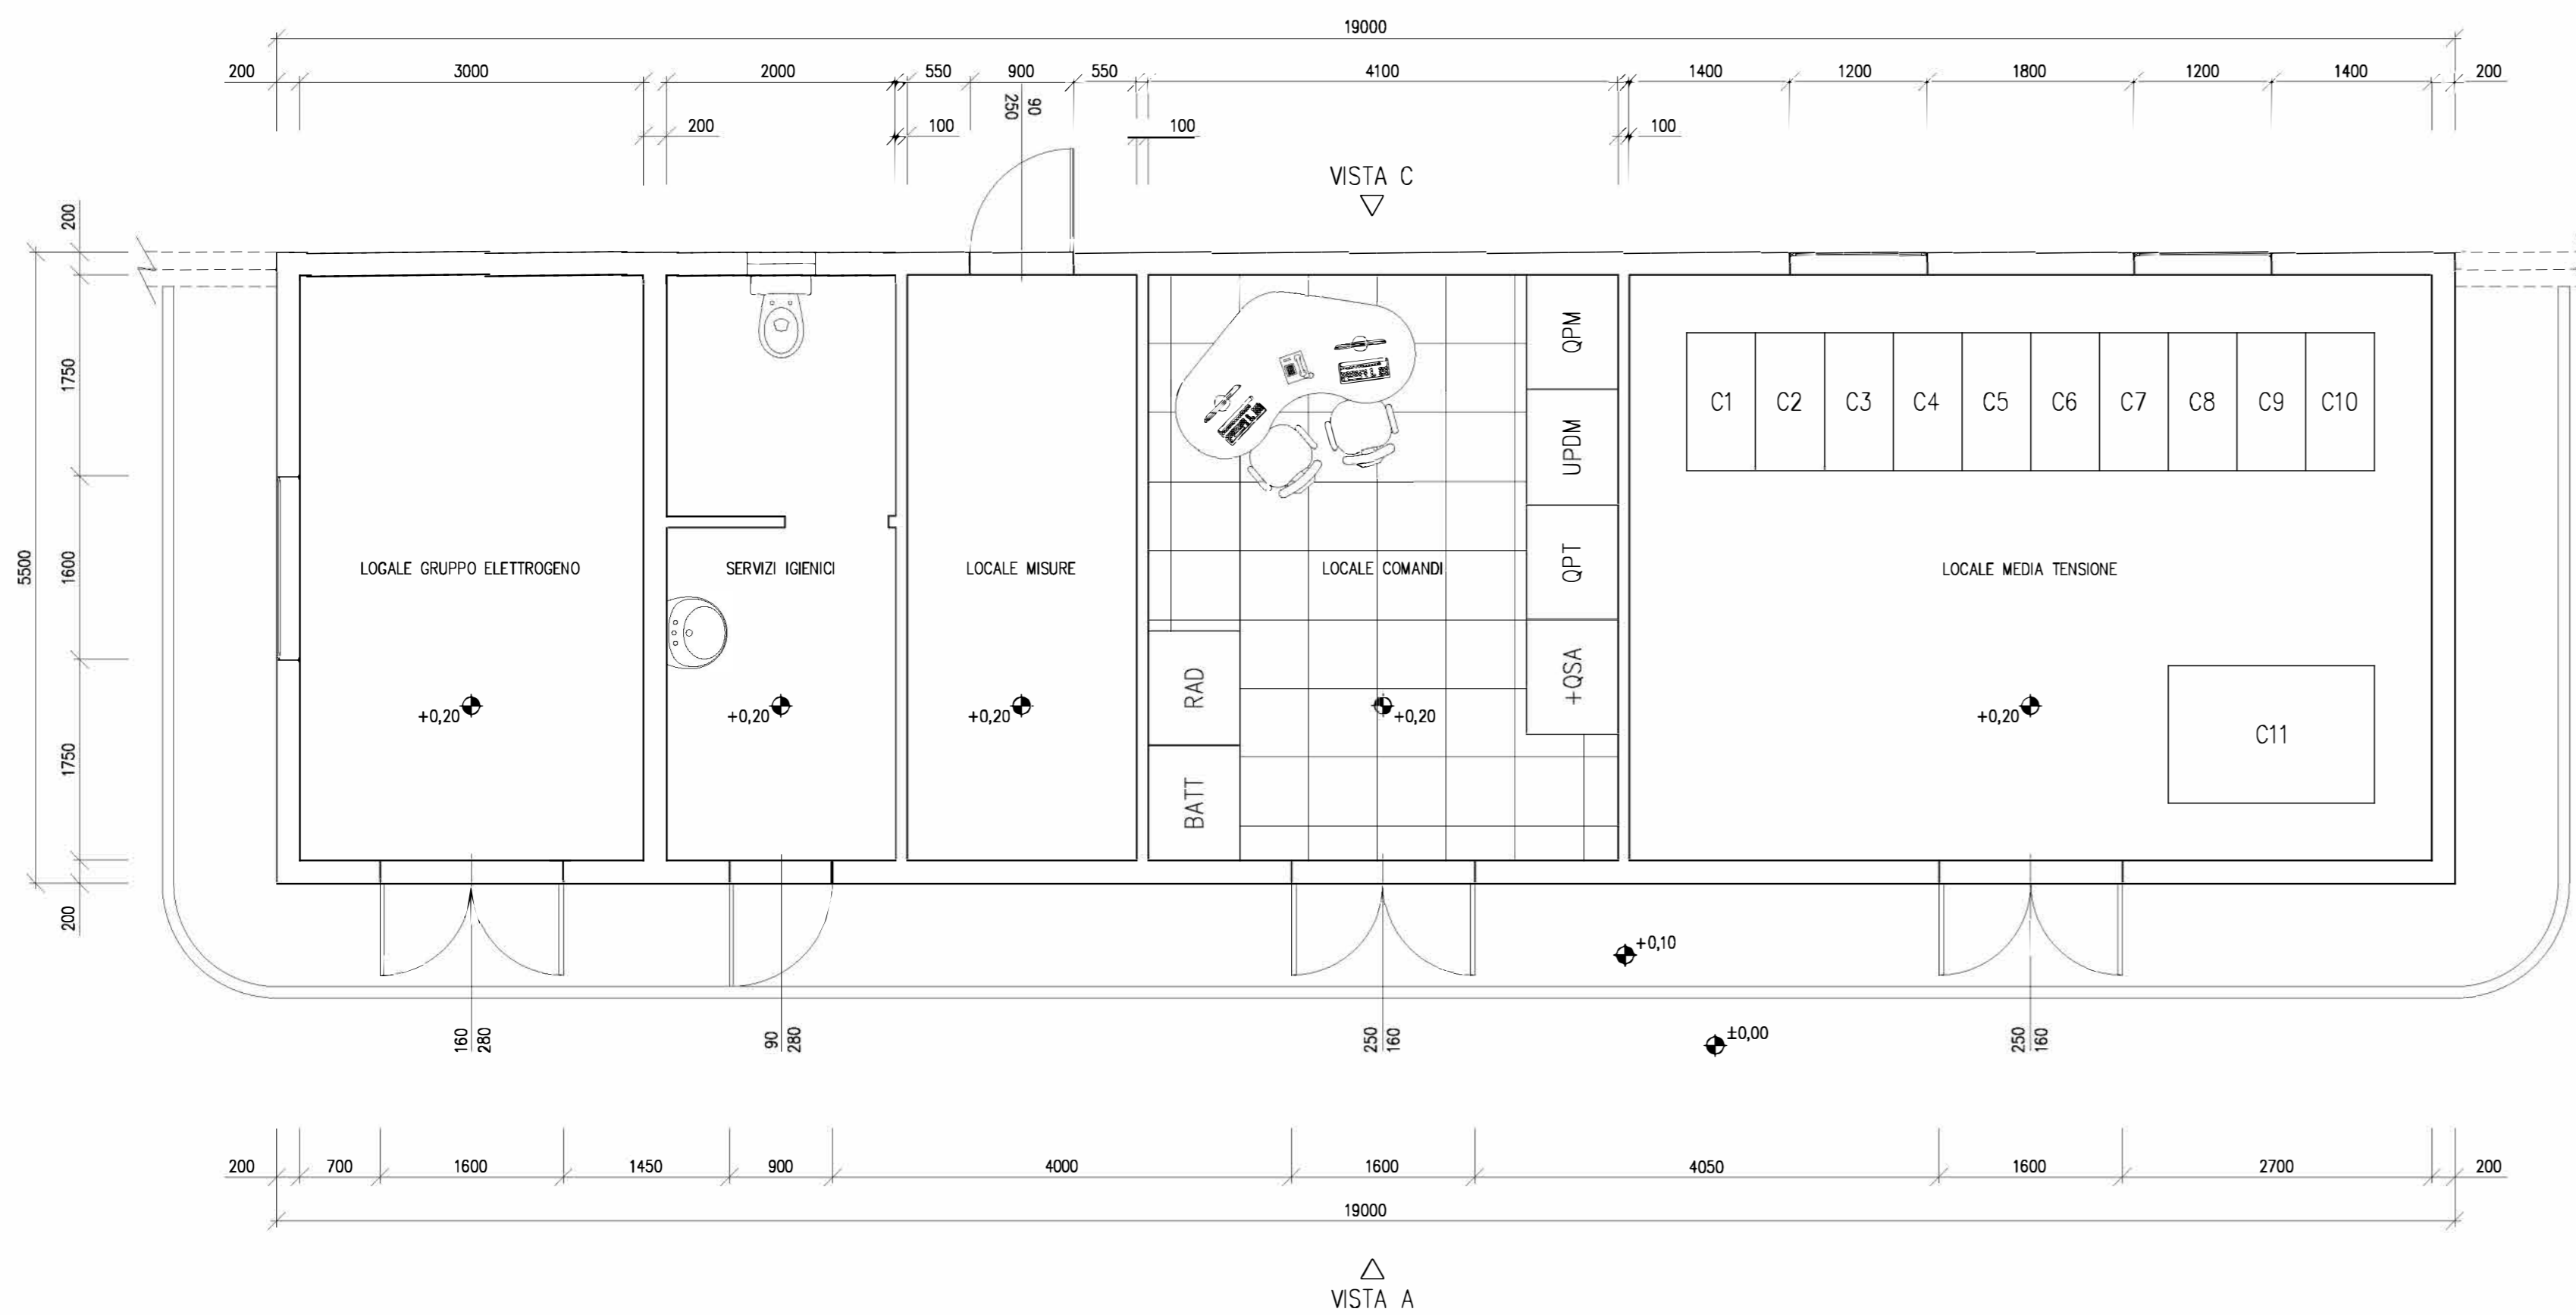 19000
200 3000 2000 550 900 550 4100 1400 1200 1800 1200 1400 200
90
250
200 100 100 100
VISTA C
200
1750
1600
1750
200
5500
QPM
UPDM
QPT
+QSA
C1 C2 C3 C4 C5 C6 C7 C8 C9 C10
LOGALE GRUPPO ELETTROGENO SERVIZI IGIENICI LOCALE MISURE LOCALE COMANDI LOCALE MEDIA TENSIONE
RAD
BATT
+0,20 +0,20 +0,20 +0,20 +0,20
C11
+0,10
±0,00
160
280
90
280
250
160
250
160
200 700 1600 1450 900 4000 1600 4050 1600 2700 200
19000
VISTA A